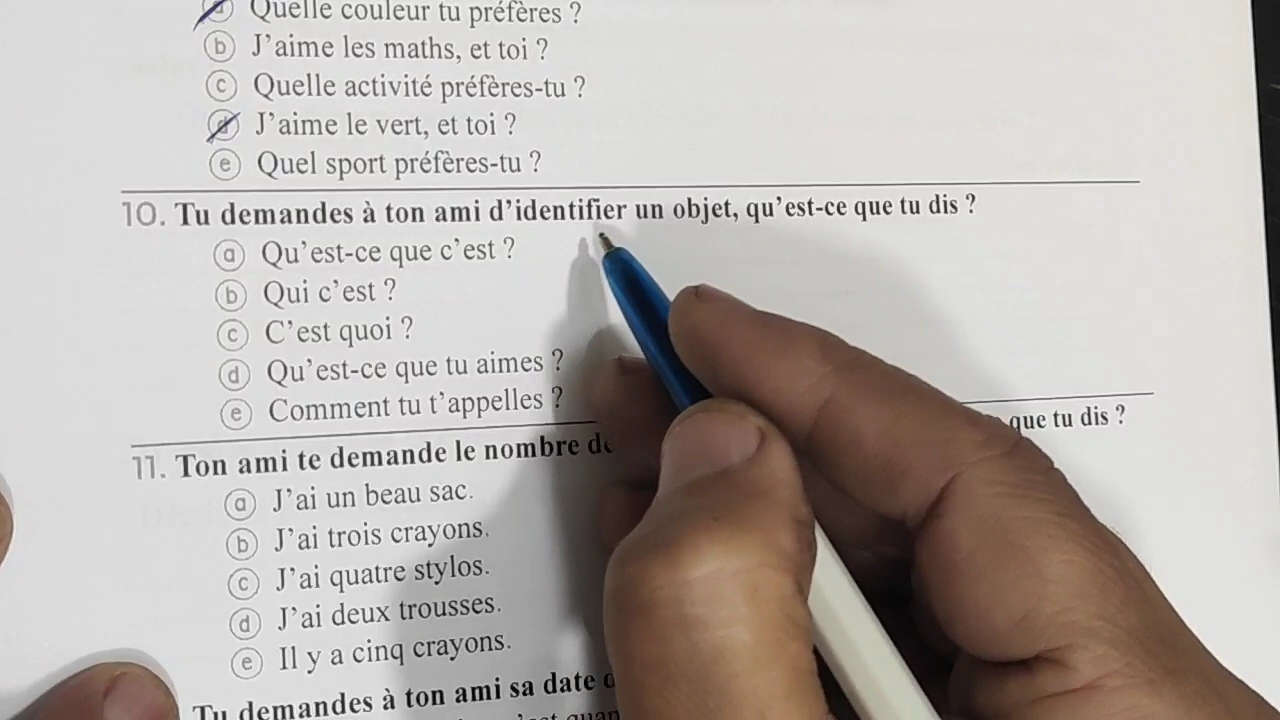 Quelle couleur tu préfères ?
b J'aime les maths, et toi ?
c Quelle activité préfères-tu ?
d J'aime le vert, et toi ?
e Quel sport préfères-tu ?
10. Tu demandes à ton ami d'identifier un objet, qu'est-ce que tu dis ?
a Qu'est-ce que c'est ?
b Qui c'est ?
c C'est quoi ?
d Qu'est-ce que tu aimes ?
e Comment tu t'appelles ?
11. Ton ami te demande le nombre que tu dis ?
a J'ai un beau sac.
b J'ai trois crayons.
c J'ai quatre stylos.
d J'ai deux trousses.
e Il y a cinq crayons.
Tu demandes à ton ami sa date